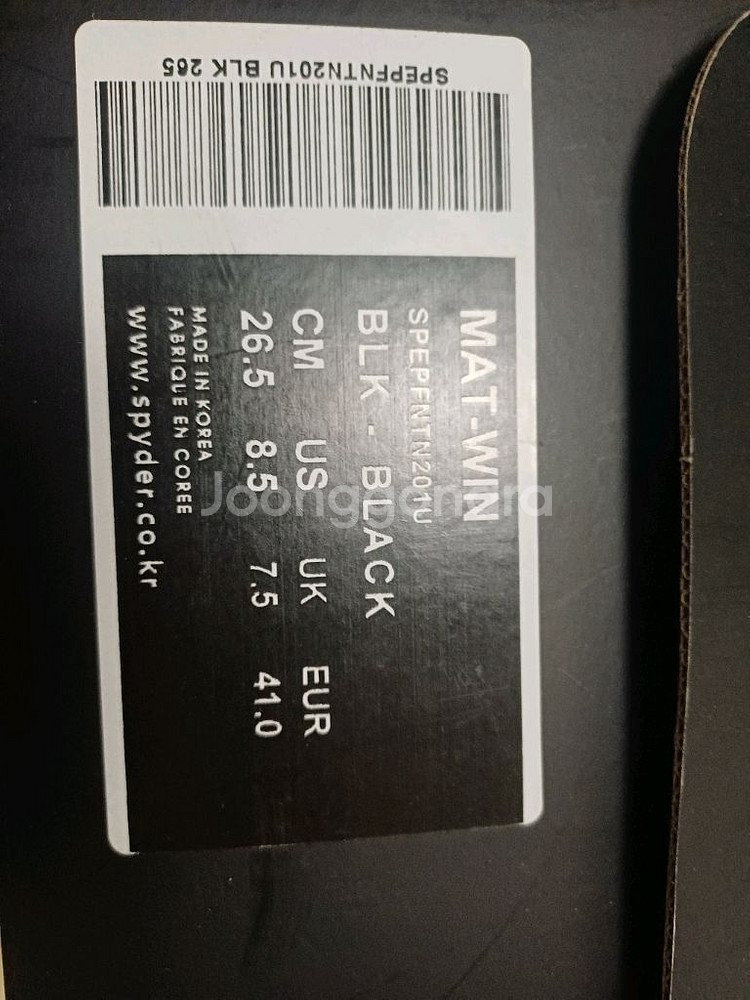 SPEPFNTN201U BLK 265
MAT-WIN
SPEPFNTN201U
BLK - BLACK
CM US UK EUR
26.5 8.5 7.5 41.0
MADE IN KOREA
FABRIQUE EN COREE
www.spyder.co.kr
Joonggonara